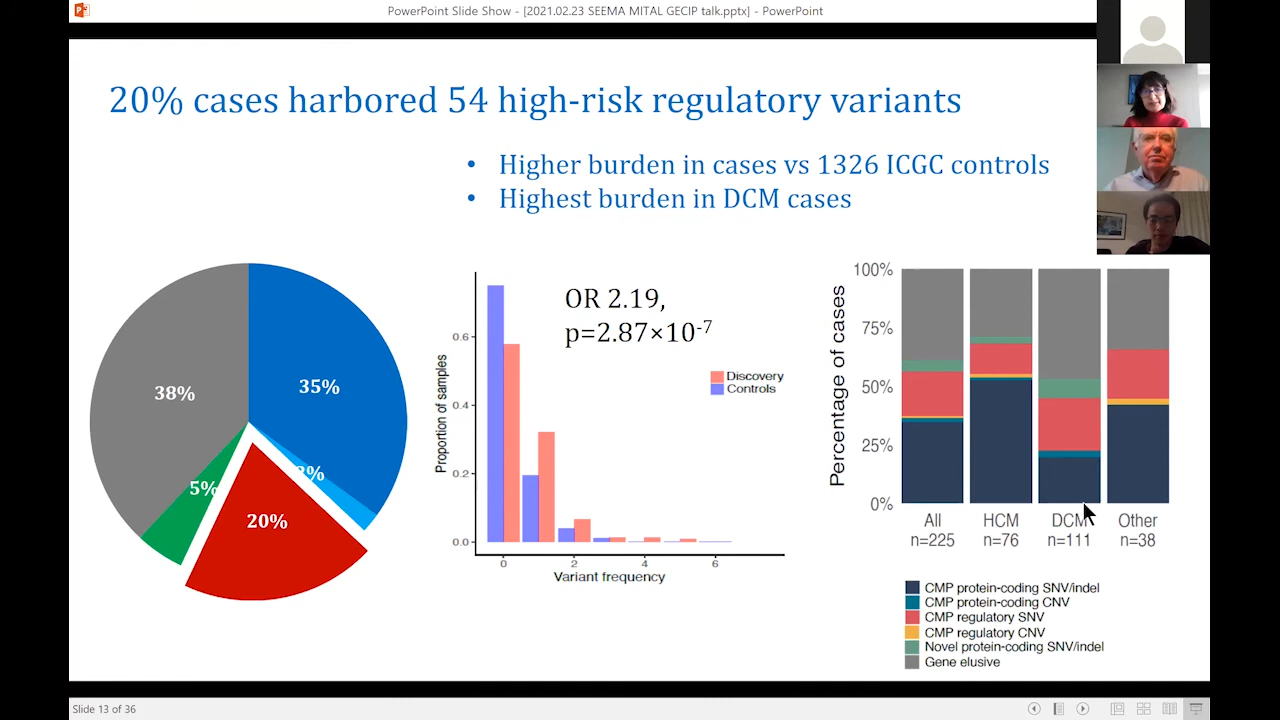 PowerPoint Slide Show - [2021.02.23 SEEMA MITAL GECIP talk.pptx] - PowerPoint
20% cases harbored 54 high-risk regulatory variants
• Higher burden in cases vs 1326 ICGC controls
• Highest burden in DCM cases
38%
35%
5%
20%
OR 2.19,
p=2.87×10-7
Discovery
Controls
Proportion of samples
0.6
0.4
0.2
0.0
0 2 4 6
Variant frequency
Percentage of cases
100%
75%
50%
25%
0%
All HCM DCM Other
n=225 n=76 n=111 n=38
CMP protein-coding SNV/indel
CMP protein-coding CNV
CMP regulatory SNV
CMP regulatory CNV
Novel protein-coding SNV/indel
Gene elusive
Slide 13 of 36